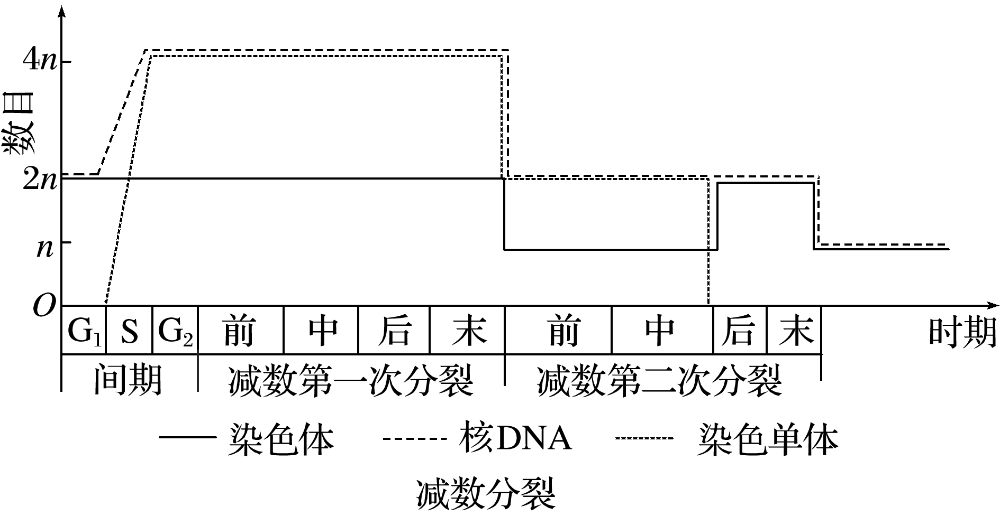 4n
数目
2n
n
O
G₁ S G₂ 前 中 后 末 前 中 后 末 时期
间期 减数第一次分裂 减数第二次分裂
染色体 核DNA 染色单体
减数分裂